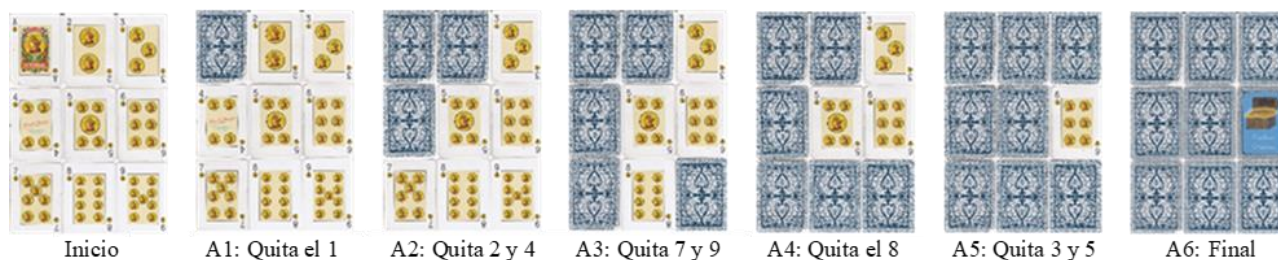 Inicio
A1: Quita el 1
A2: Quita 2 y 4
A3: Quita 7 y 9
A4: Quita el 8
A5: Quita 3 y 5
A6: Final